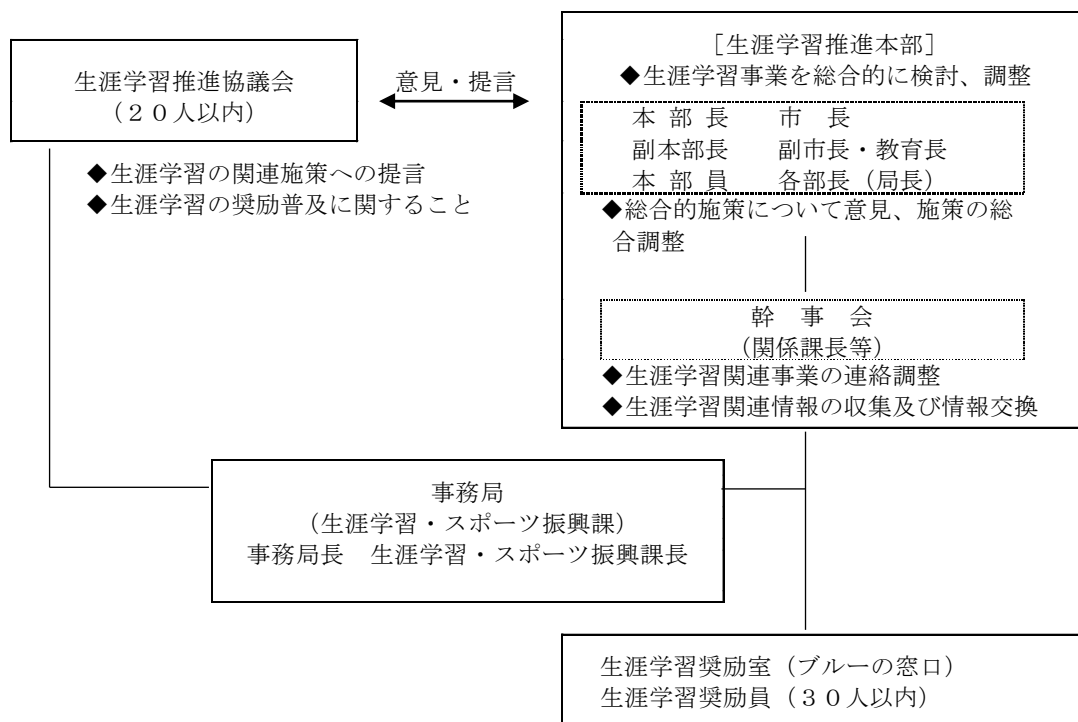 生涯学習推進協議会
（２０人以内）
◆生涯学習の関連施策への提言
◆生涯学習の奨励普及に関すること
意見・提言
［生涯学習推進本部］
◆生涯学習事業を総合的に検討、調整
本 部 長　市　長
副本部長　副市長・教育長
本 部 員　各部長（局長）
◆総合的施策について意見、施策の総
合調整
幹　事　会
（関係課長等）
◆生涯学習関連事業の連絡調整
◆生涯学習関連情報の収集及び情報交換
事務局
（生涯学習・スポーツ振興課）
事務局長　生涯学習・スポーツ振興課長
生涯学習奨励室（ブルーの窓口）
生涯学習奨励員（３０人以内）